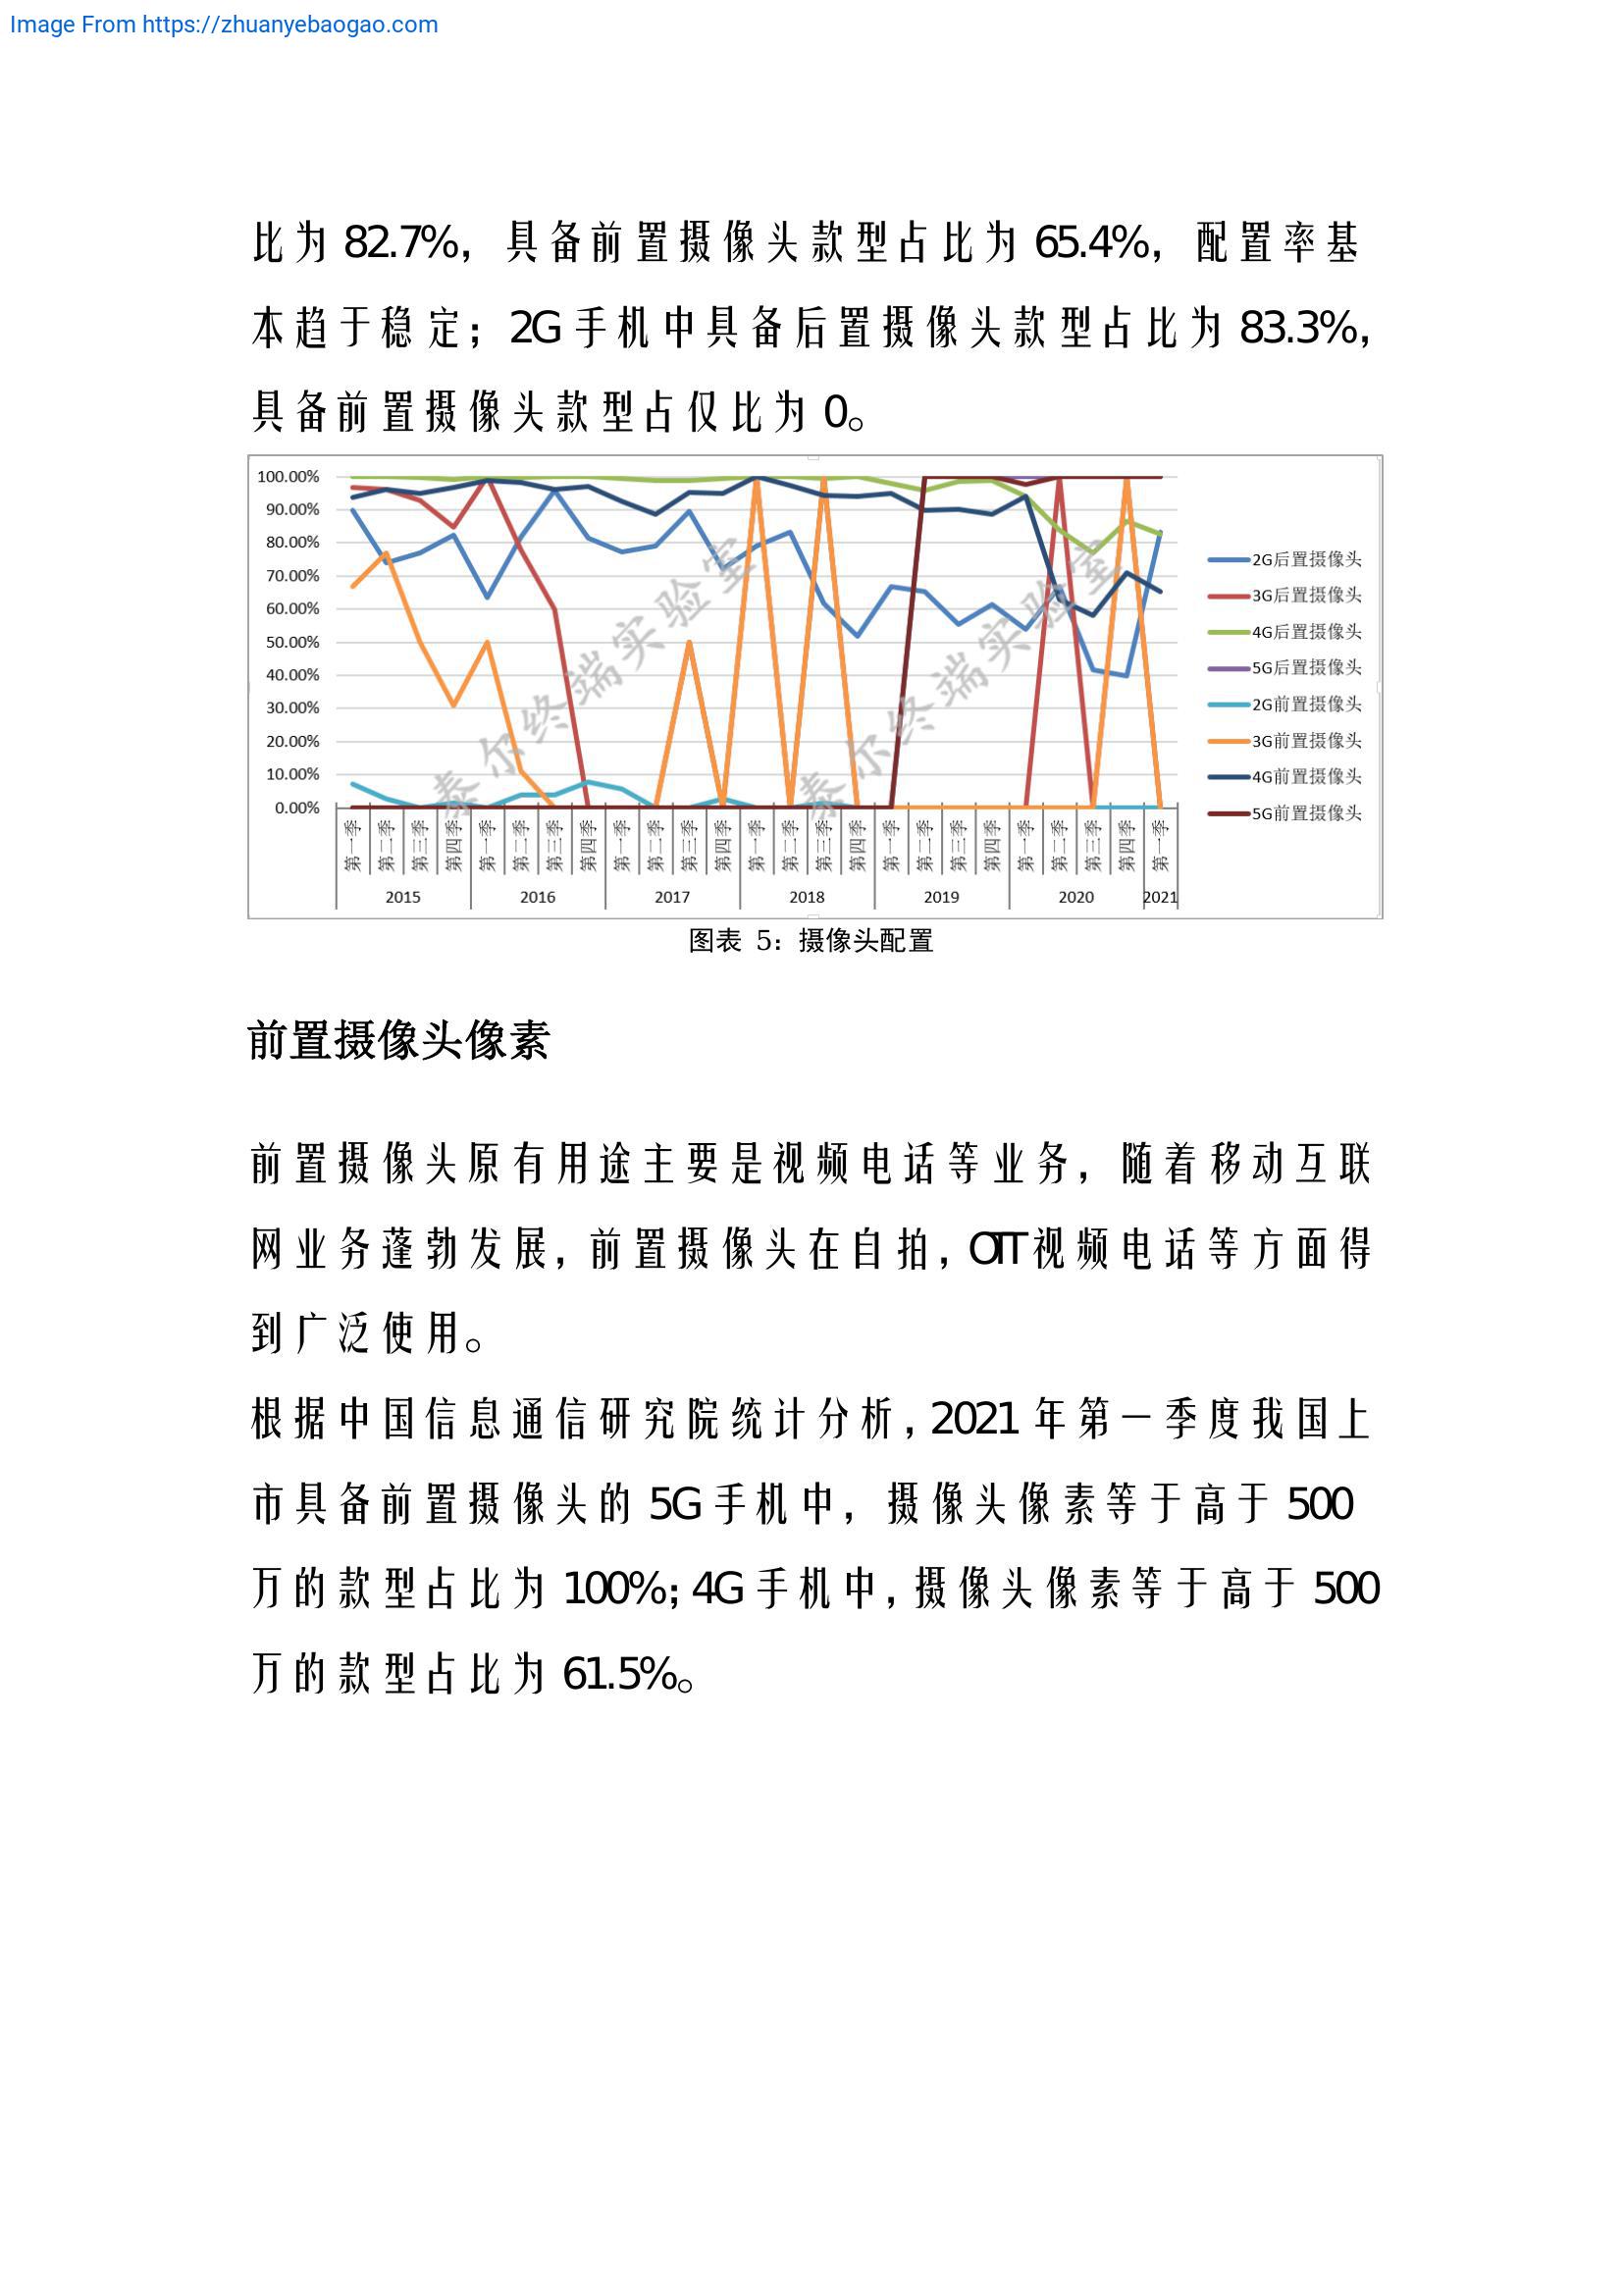 Image From https://zhuanyebaogao.com
比为 82.7%，具备前置摄像头款型占比为 65.4%，配置率基
本趋于稳定；2G 手机中具备后置摄像头款型占比为 83.3%，
具备前置摄像头款型占仅比为 0。
100.00%
90.00%
80.00%
70.00%
60.00%
50.00%
40.00%
30.00%
20.00%
10.00%
0.00%
第一季 第二季 第三季 第四季 第一季 第二季 第三季 第四季 第一季 第二季 第三季 第四季 第一季 第二季 第三季 第四季 第一季 第二季 第三季 第四季 第一季 第二季 第三季 第四季 第一季
2015 2016 2017 2018 2019 2020 2021
泰尔终端实验室
泰尔终端实验室
2G后置摄像头
3G后置摄像头
4G后置摄像头
5G后置摄像头
2G前置摄像头
3G前置摄像头
4G前置摄像头
5G前置摄像头
图表 5：摄像头配置
前置摄像头像素
前置摄像头原有用途主要是视频电话等业务，随着移动互联
网业务蓬勃发展，前置摄像头在自拍，OTT 视频电话等方面得
到广泛使用。
根据中国信息通信研究院统计分析，2021 年第一季度我国上
市具备前置摄像头的 5G 手机中，摄像头像素等于高于 500
万的款型占比为 100%；4G 手机中，摄像头像素等于高于 500
万的款型占比为 61.5%。